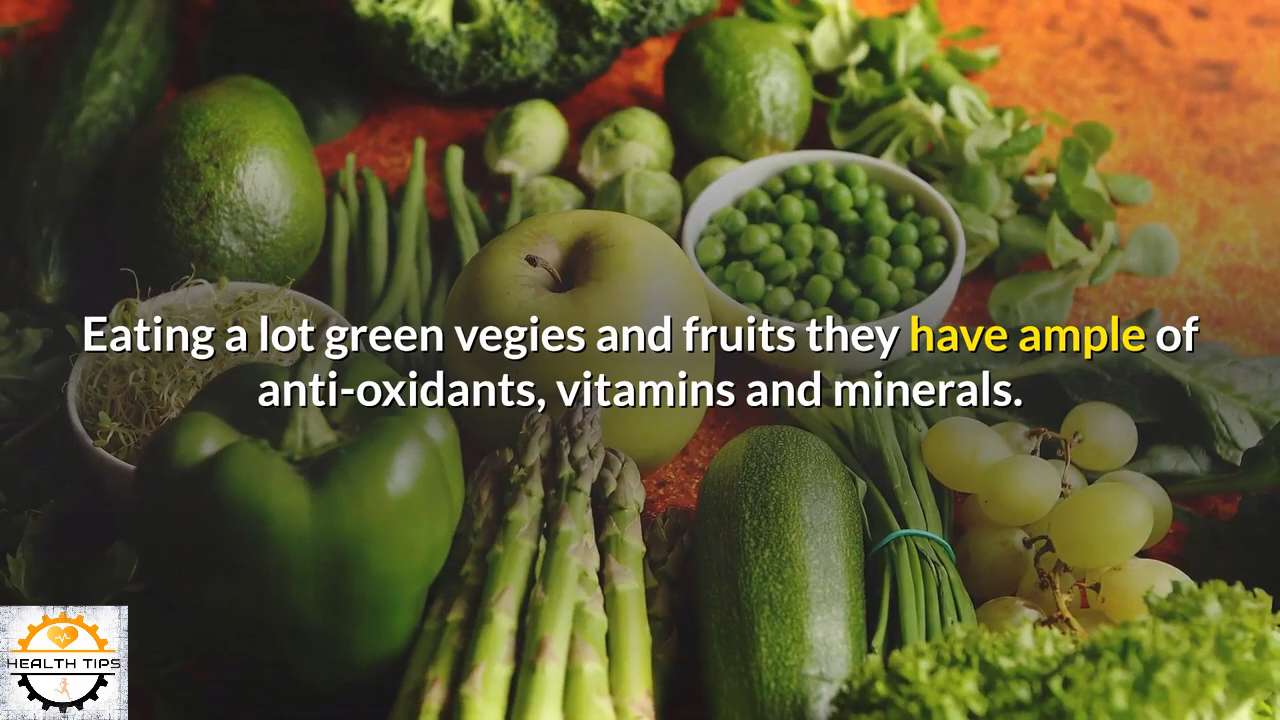 Eating a lot green vegies and fruits they have ample of
anti-oxidants, vitamins and minerals.
HEALTH TIPS